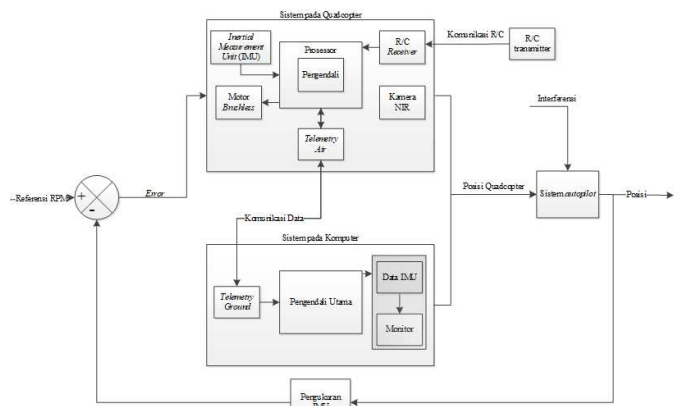 Sistem pada Quadcopter
Inertial
Measurement
Unit (IMU)
Prosessor
Pengendali
R/C
Receiver
Komunikasi R/C
R/C
transmitter
Motor
Brushless
Kamera
NIR
Telemetry
Air
Interferensi
Referensi RPM
+
-
Error
Posisi Quadcopter
Sistem autopilot
Posisi
Komunikasi Data
Sistem pada Komputer
Telemetry
Ground
Pengendali Utama
Data IMU
Monitor
Pengukuran